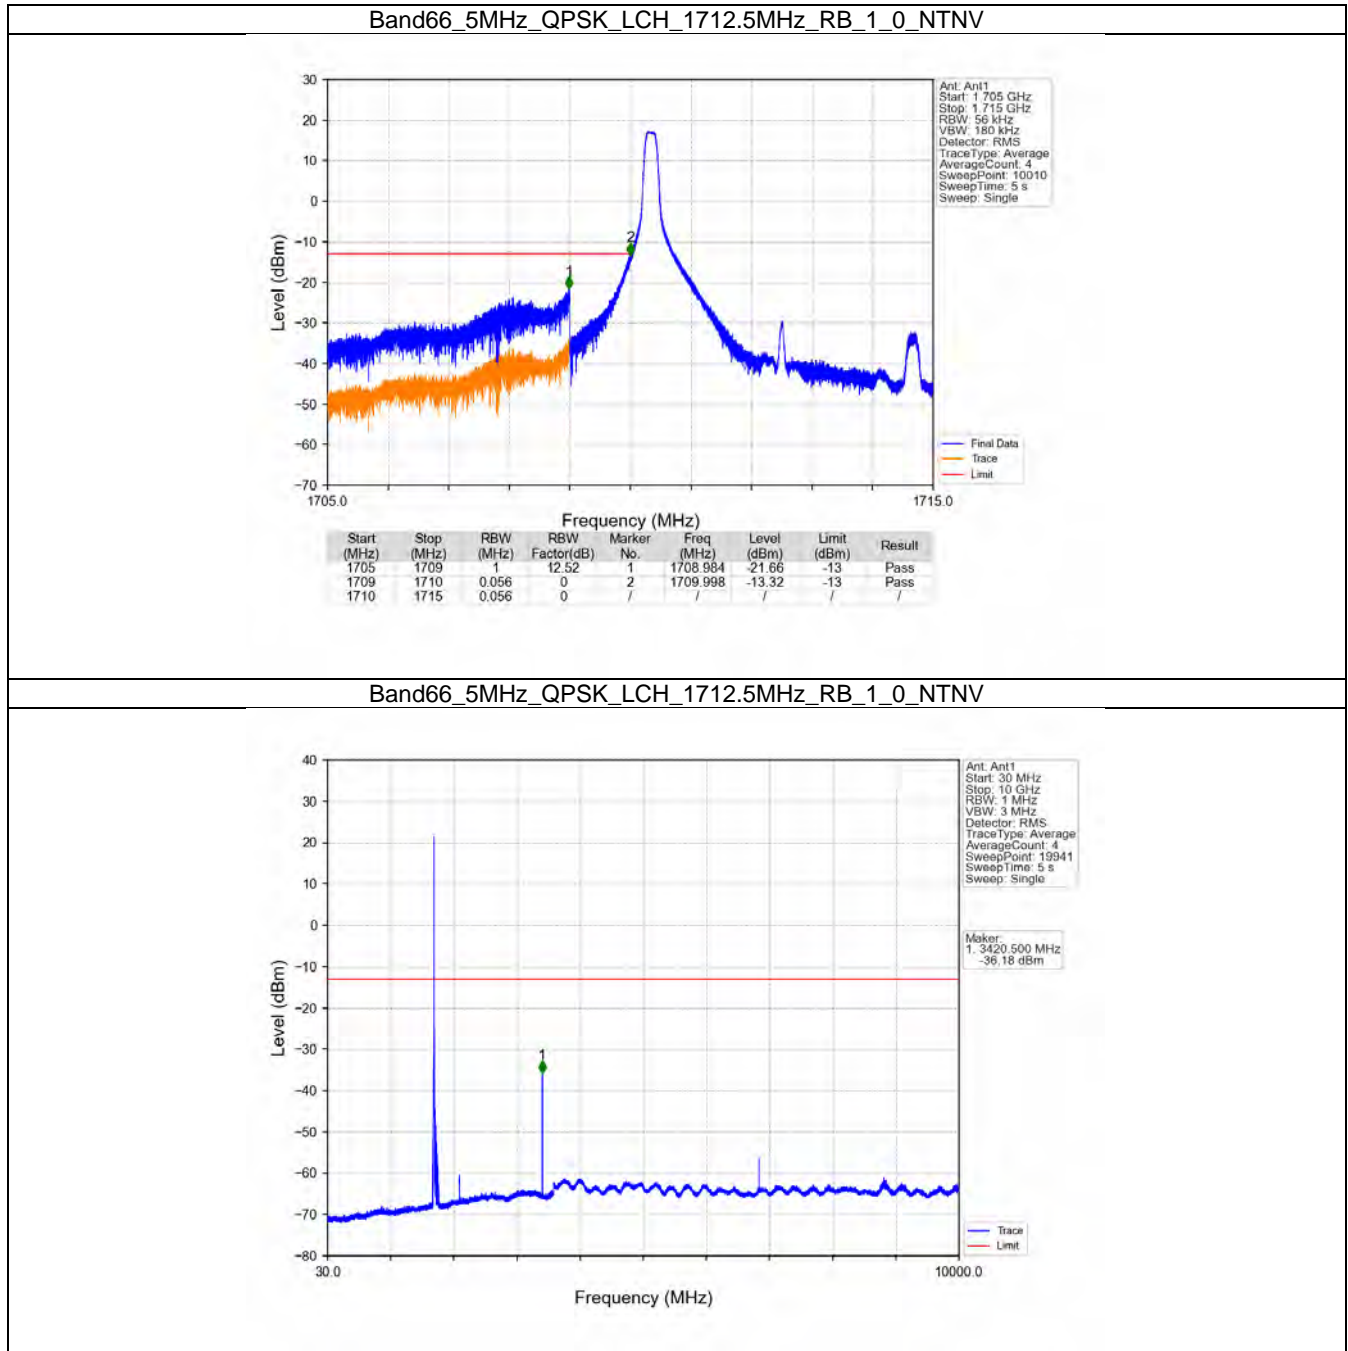 Band66_5MHz_QPSK_LCH_1712.5MHz_RB_1_0_NTNV
30
20
10
0
−10
−20
−30
−40
−50
−60
−70
Level (dBm)
1
2
1705.0
1715.0
Frequency (MHz)
Ant: Ant1
Start: 1.705 GHz
Stop: 1.715 GHz
RBW: 56 kHz
VBW: 180 kHz
Detector: RMS
TraceType: Average
AverageCount: 4
SweepPoint: 10010
SweepTime: 5 s
Sweep: Single
Final Data
Trace
Limit
Start (MHz) Stop (MHz) RBW (MHz) RBW Factor(dB) Marker No. Freq (MHz) Level (dBm) Limit (dBm) Result
1705 1709 1 12.52 1 1708.984 -21.66 -13 Pass
1709 1710 0.056 0 2 1709.998 -13.32 -13 Pass
1710 1715 0.056 0 / / / / /
Band66_5MHz_QPSK_LCH_1712.5MHz_RB_1_0_NTNV
40
30
20
10
0
−10
−20
−30
−40
−50
−60
−70
−80
Level (dBm)
1
30.0
10000.0
Frequency (MHz)
Ant: Ant1
Start: 30 MHz
Stop: 10 GHz
RBW: 1 MHz
VBW: 3 MHz
Detector: RMS
TraceType: Average
AverageCount: 4
SweepPoint: 19941
SweepTime: 5 s
Sweep: Single
Maker:
1. 3420.500 MHz
-36.18 dBm
Trace
Limit